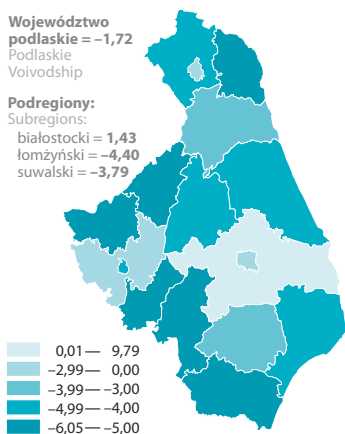 Województwo
podlaskie = –1,72
Podlaskie
Voivodship
Podregiony:
Subregions:
białostocki = 1,43
łomżyński = –4,40
suwalski = –3,79
0,01— 9,79
–2,99— 0,00
–3,99— –3,00
–4,99— –4,00
–6,05— –5,00